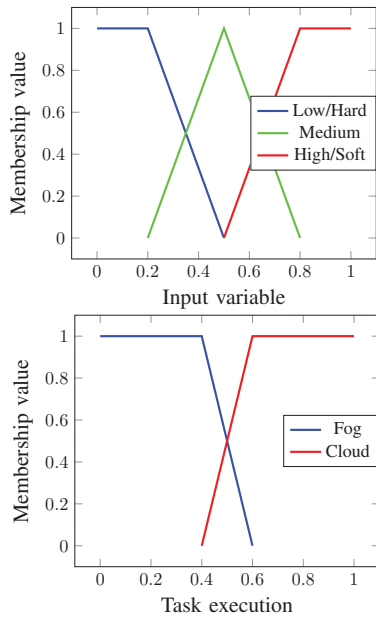 Membership value
1
0.8
0.6
0.4
0.2
0
Low/Hard
Medium
High/Soft
0 0.2 0.4 0.6 0.8 1
Input variable
Membership value
1
0.8
0.6
0.4
0.2
0
Fog
Cloud
0 0.2 0.4 0.6 0.8 1
Task execution